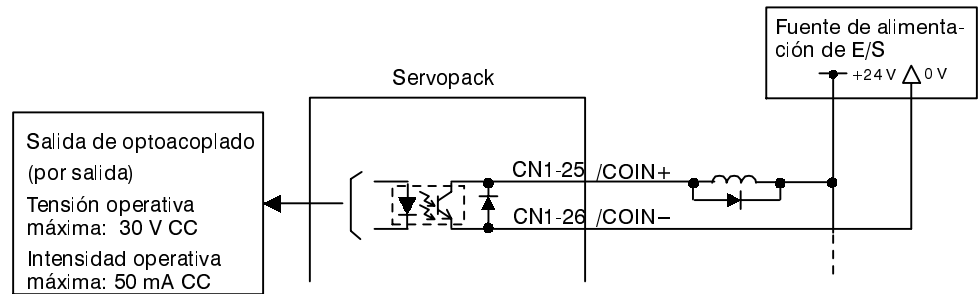 Fuente de alimenta-
ción de E/S
+24 V 0 V
Servopack
Salida de optoacoplado
(por salida)
Tensión operativa
máxima: 30 V CC
Intensidad operativa
máxima: 50 mA CC
CN1-25 /COIN+
CN1-26 /COIN−